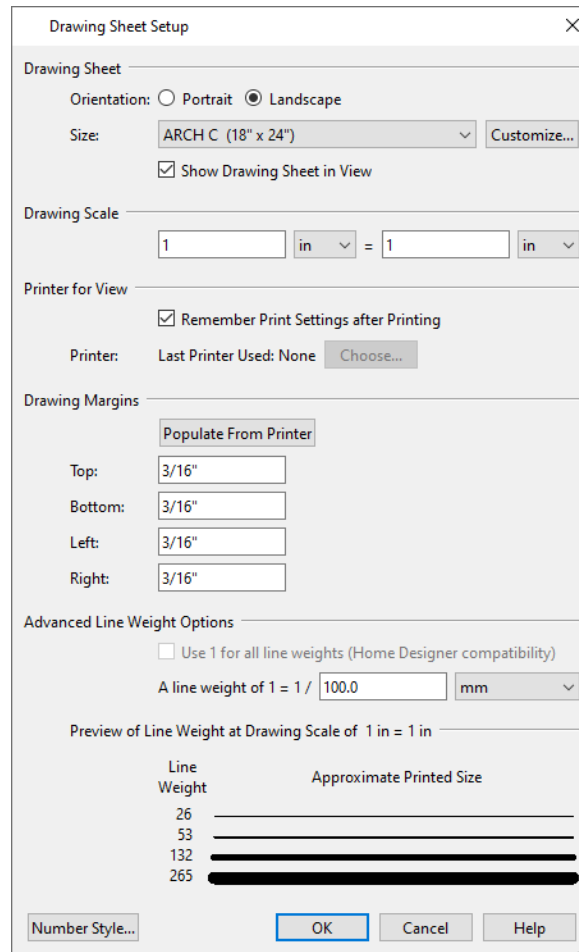 Drawing Sheet Setup
Drawing Sheet
Orientation: Portrait Landscape
Size: ARCH C (18" x 24") Customize...
Show Drawing Sheet in View
Drawing Scale
1 in = 1 in
Printer for View
Remember Print Settings after Printing
Printer: Last Printer Used: None Choose...
Drawing Margins
Populate From Printer
Top: 3/16"
Bottom: 3/16"
Left: 3/16"
Right: 3/16"
Advanced Line Weight Options
Use 1 for all line weights (Home Designer compatibility)
A line weight of 1 = 1 / 100.0 mm
Preview of Line Weight at Drawing Scale of 1 in = 1 in
Line
Weight
Approximate Printed Size
26
53
132
265
Number Style... OK Cancel Help